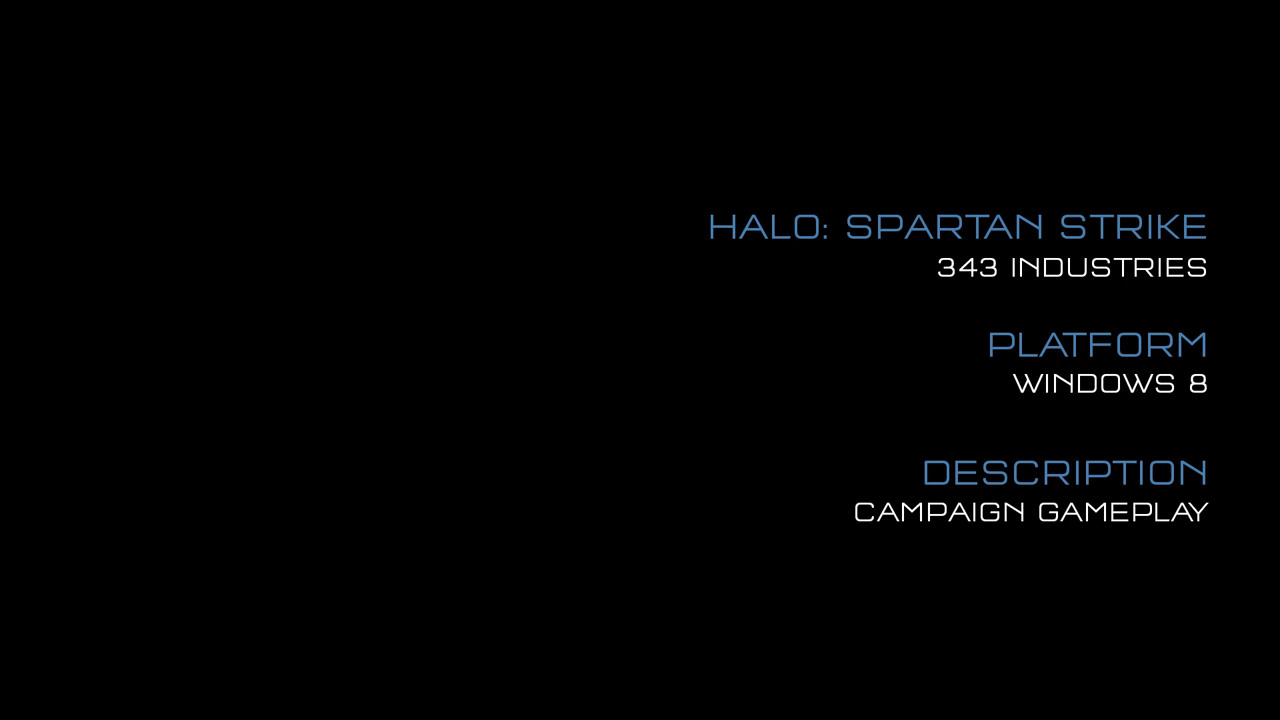 HALO: SPARTAN STRIKE
343 INDUSTRIES
PLATFORM
WINDOWS 8
DESCRIPTION
CAMPAIGN GAMEPLAY